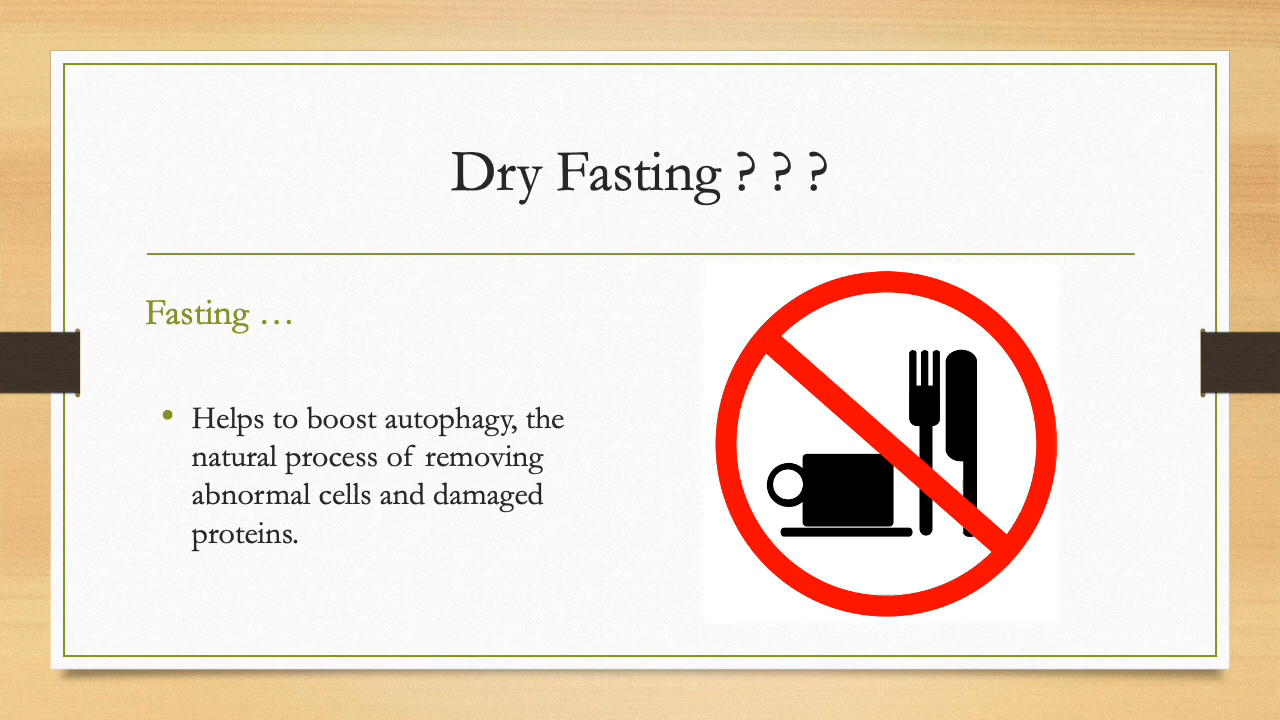 Dry Fasting ? ? ?
Fasting …
• Helps to boost autophagy, the
natural process of removing
abnormal cells and damaged
proteins.